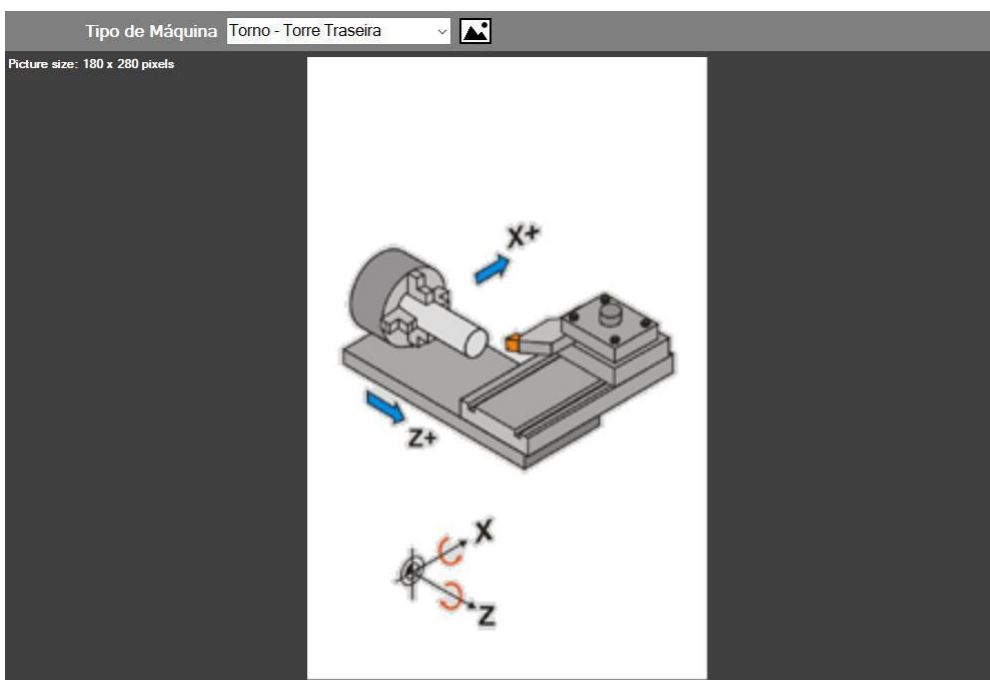 Tipo de Máquina Torno - Torre Traseira
Picture size: 180 x 280 pixels
X+
Z+
X
Z